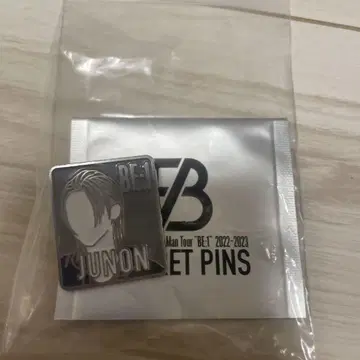 BE:1
JUNON
Man Tour "BE:1" 2022-2023
ET PINS